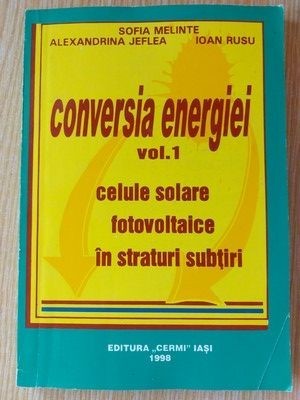 SOFIA MELINTE
ALEXANDRINA JEFLEA IOAN RUSU
conversia energiei
vol.1
celule solare
fotovoltaice
în straturi subţiri
EDITURA „CERMI" IAŞI
1998